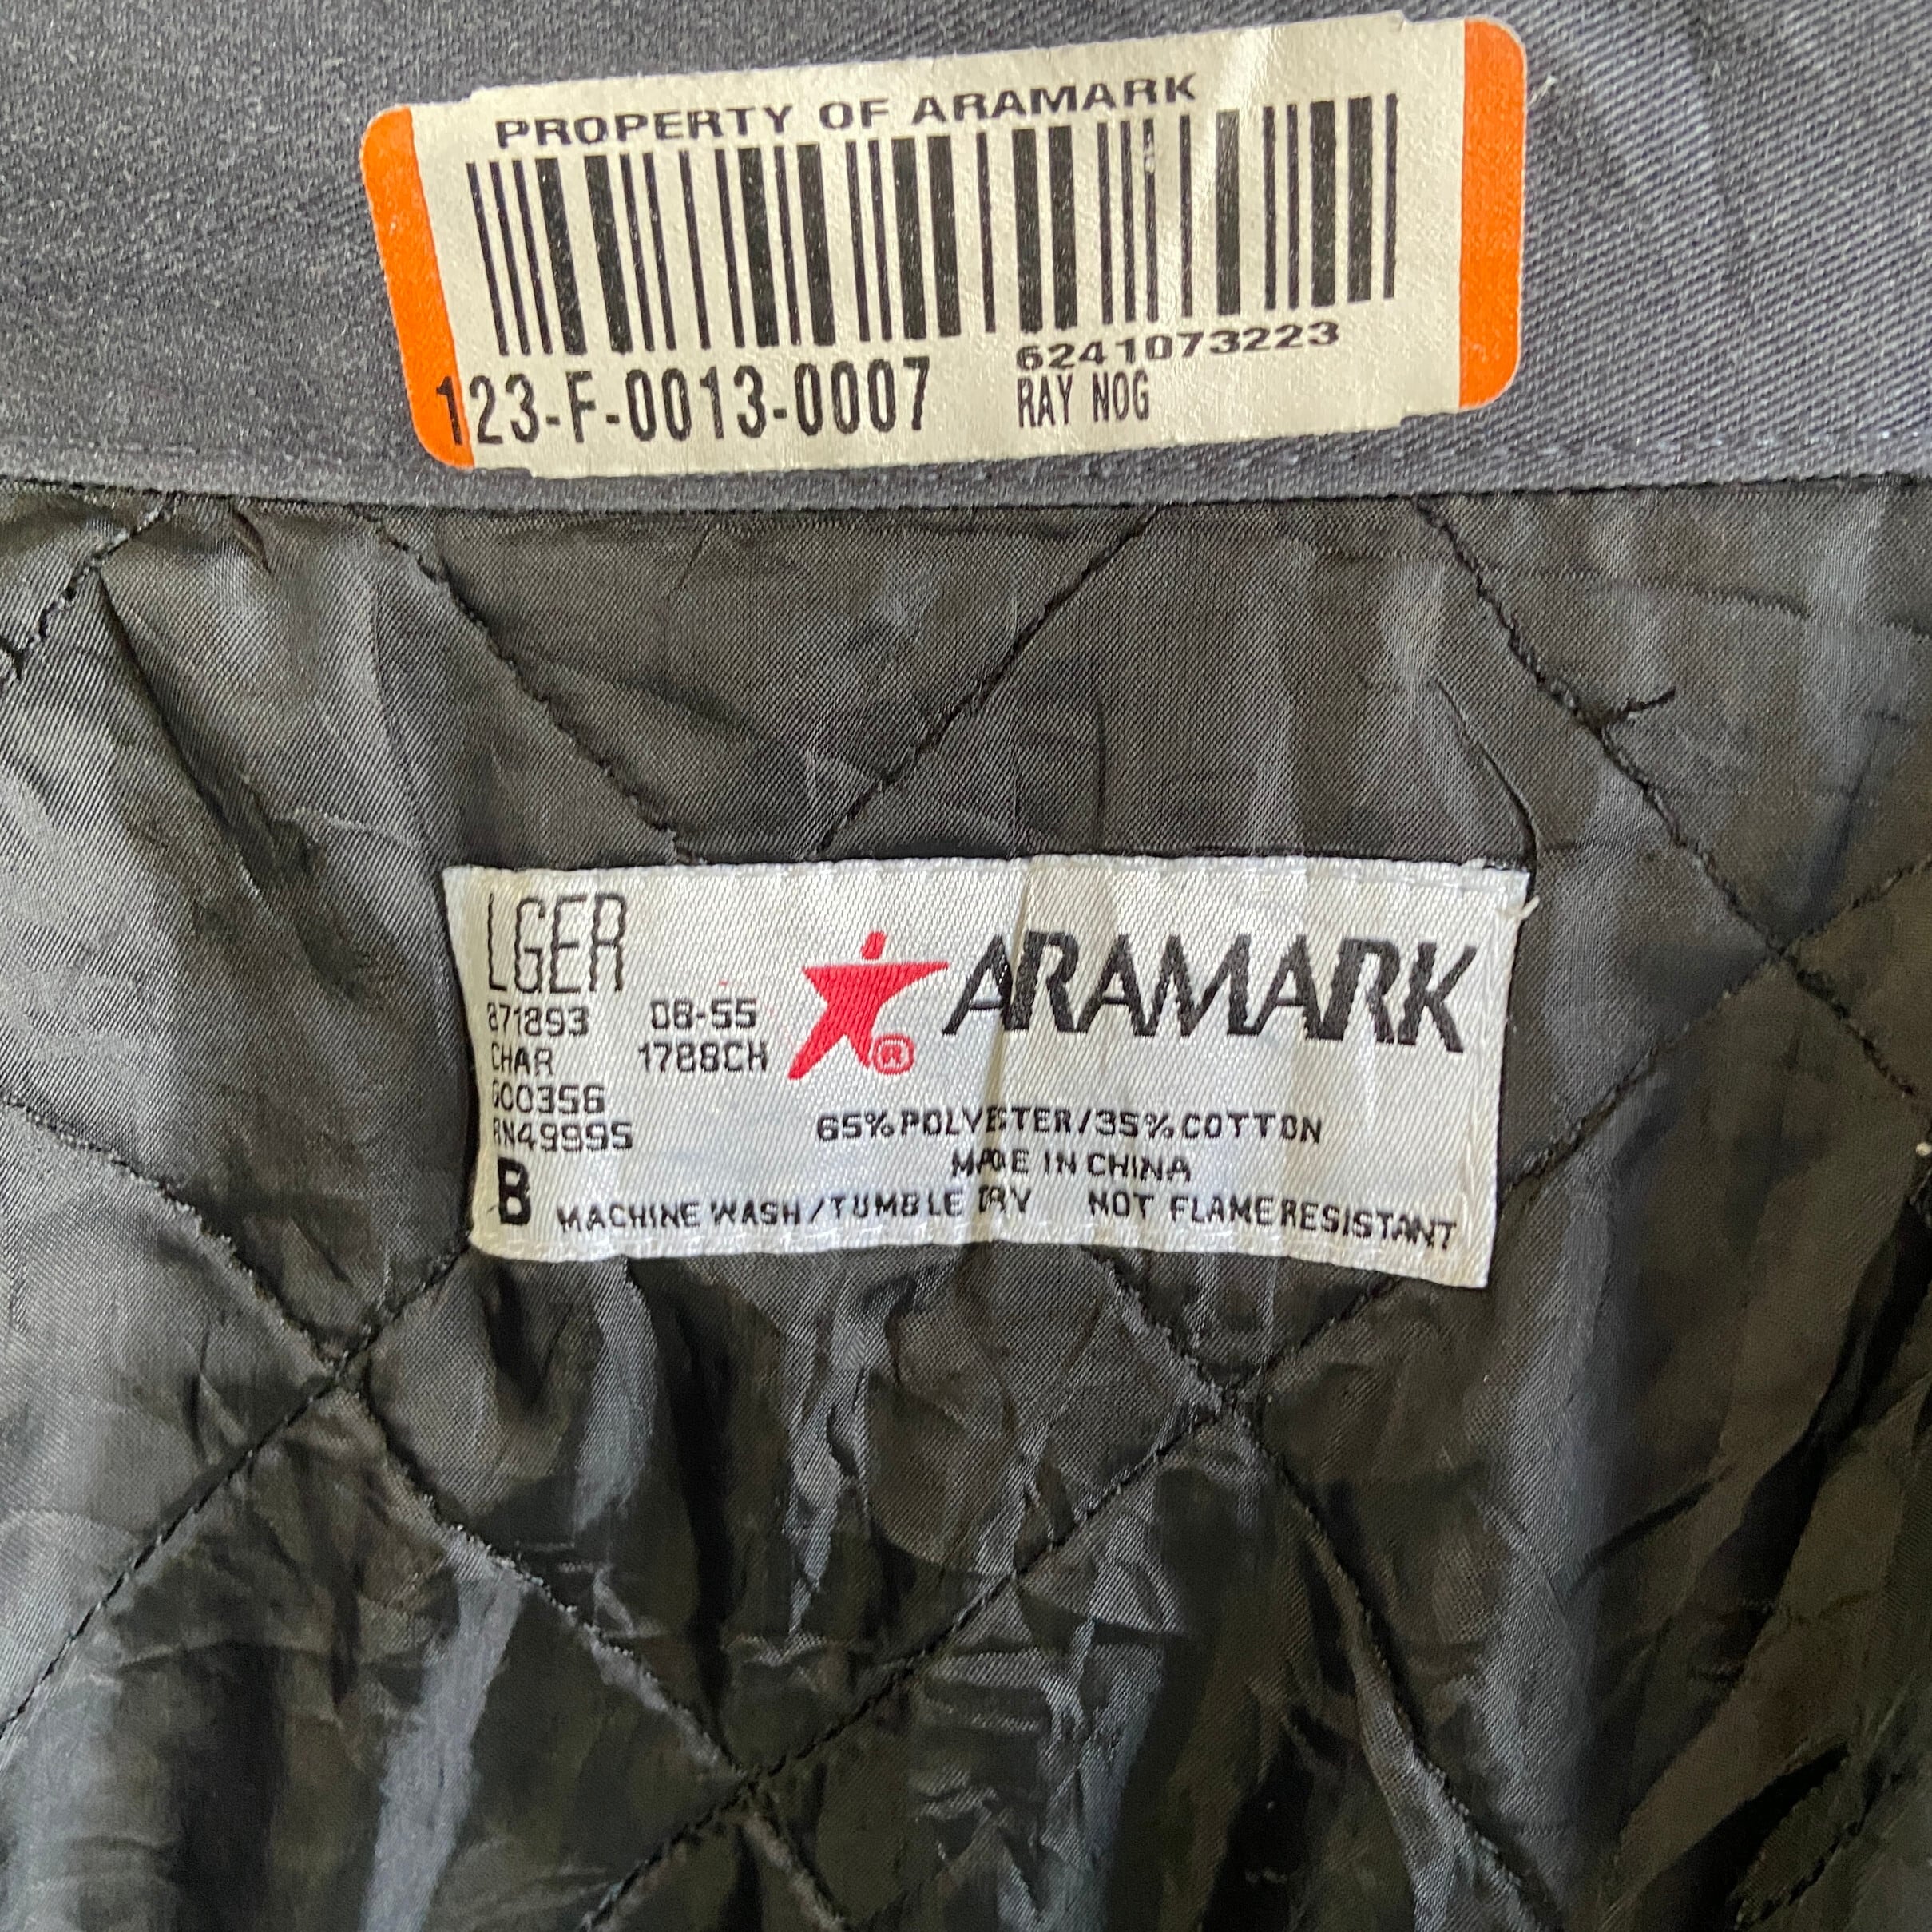 PROPERTY OF ARAMARK
6241073223
123-F-0013-0007 RAY NOG
LGER
ARAMARK
871893 08-55
®
CHAR 1788CH
G00356
RN49995
65% POLYESTER/35% COTTON
MADE IN CHINA
B
MACHINE WASH/TUMBLE DRY NOT FLAME RESISTANT